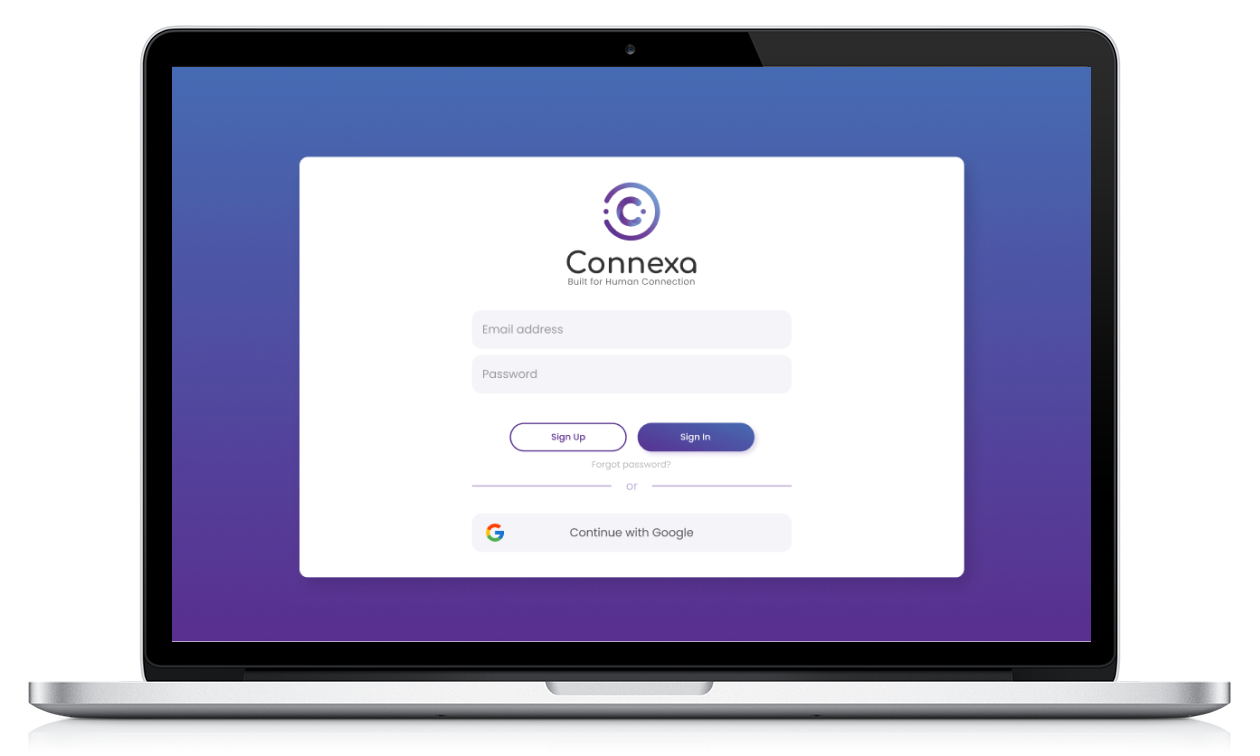 Connexa
Built for Human Connection
Email address
Password
Sign Up
Sign In
Forgot password?
or
Continue with Google